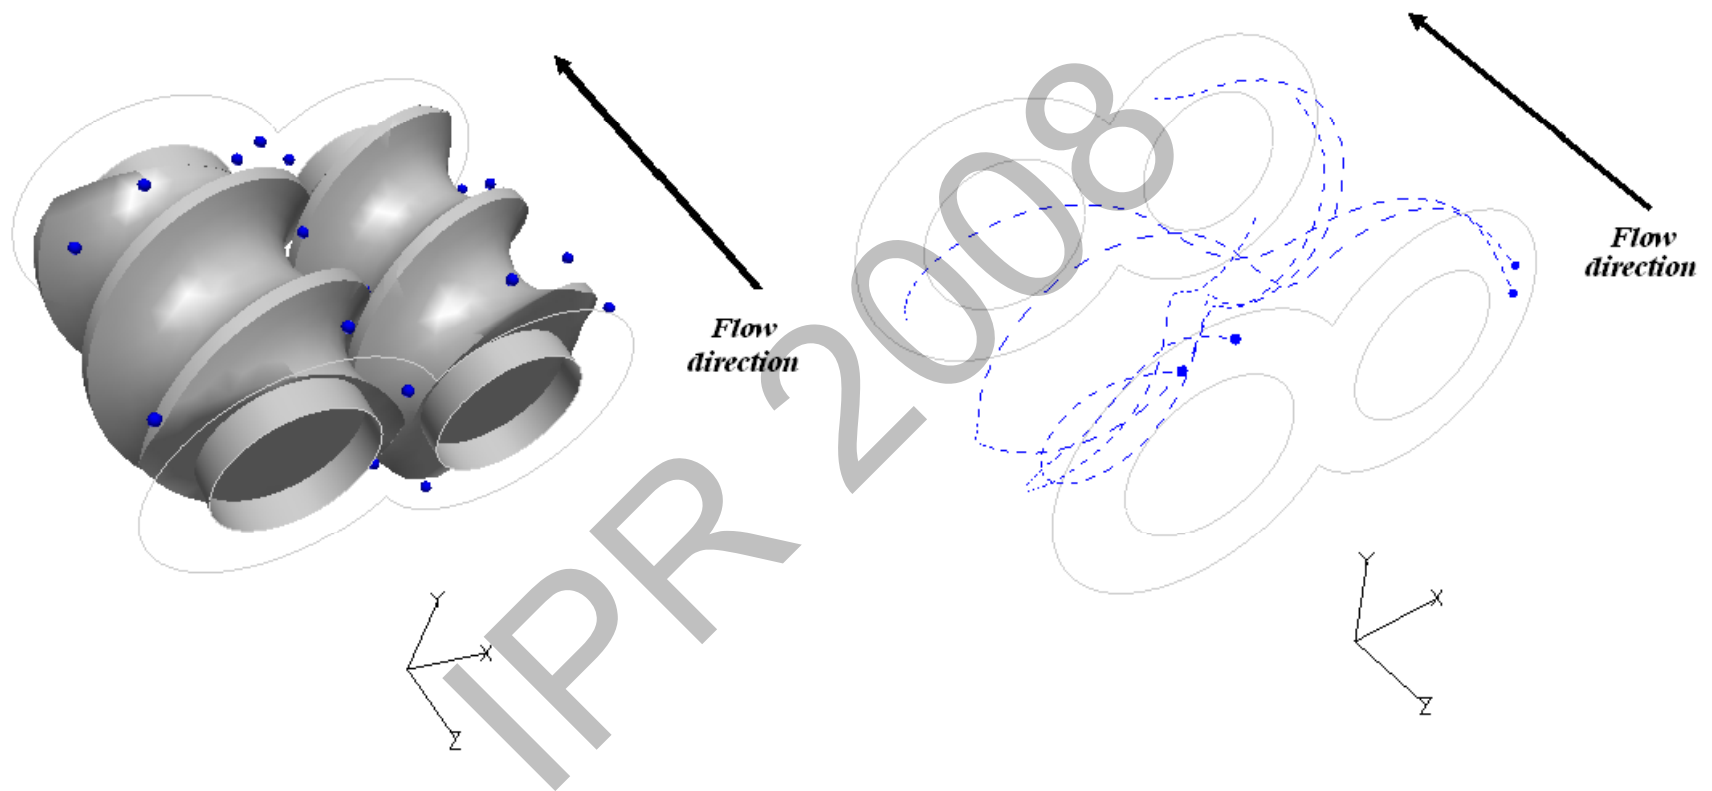 Flow
direction
Y
X
Z
IPR 2008
Flow
direction
Y
X
Z